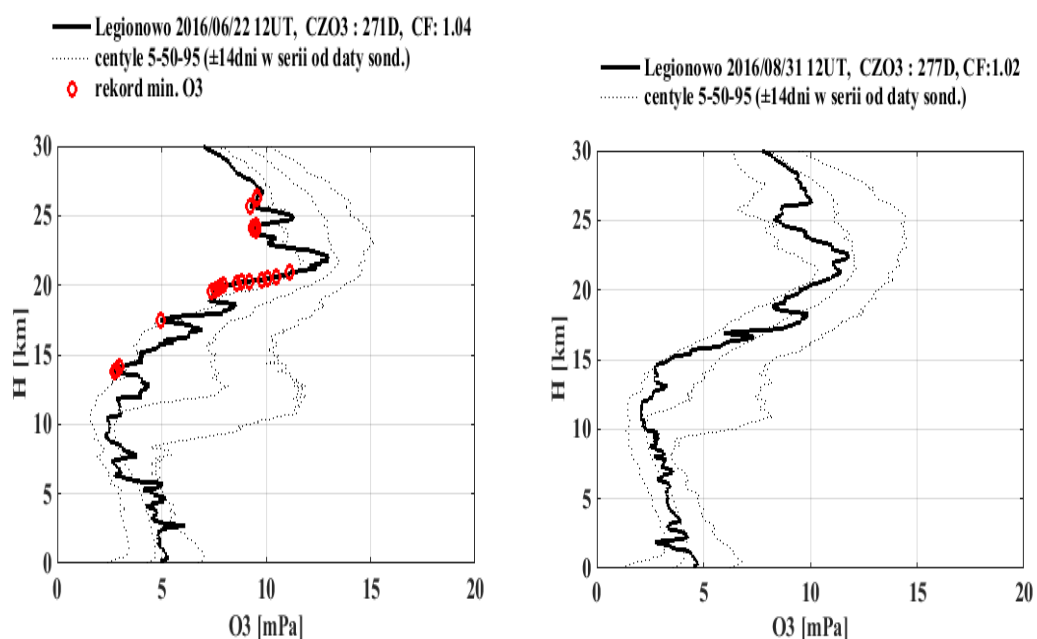 Legionowo 2016/06/22 12UT, CZO3 : 271D, CF: 1.04
centyle 5-50-95 (±14dni w serii od daty sond.)
rekord min. O3
30
25
20
15
10
5
0
H [km]
0 5 10 15 20
O3 [mPa]
Legionowo 2016/08/31 12UT, CZO3 : 277D, CF:1.02
centyle 5-50-95 (±14dni w serii od daty sond.)
30
25
20
15
10
5
0
H [km]
0 5 10 15 20
O3 [mPa]